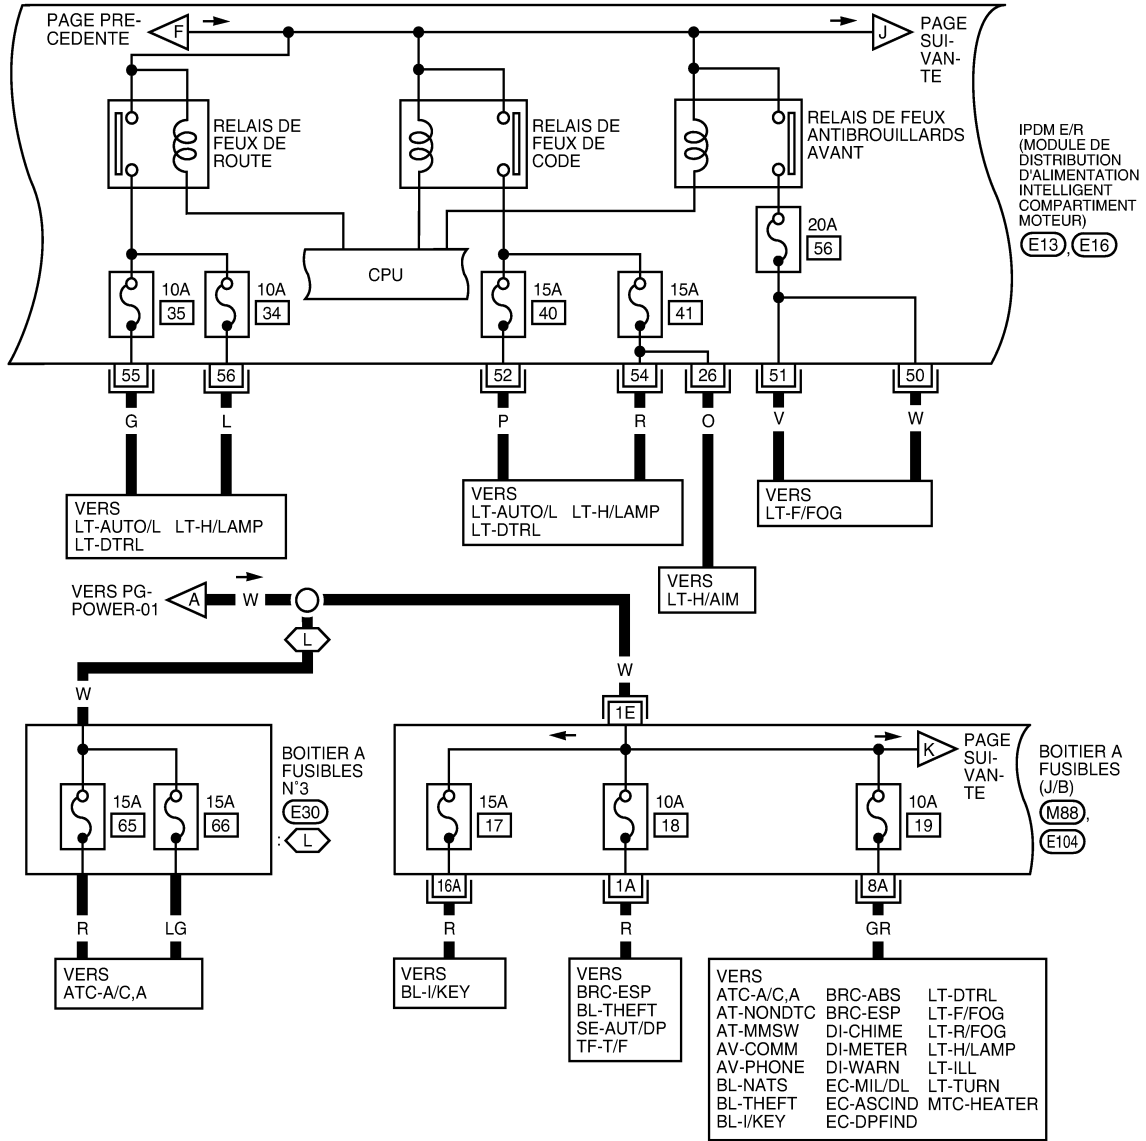 PAGE PRE-
CEDENTE
F
J
PAGE
SUI-
VAN-
TE
RELAIS DE
FEUX DE
ROUTE
RELAIS DE
FEUX DE
CODE
RELAIS DE FEUX
ANTIBROUILLARDS
AVANT
IPDM E/R
(MODULE DE
DISTRIBUTION
D'ALIMENTATION
INTELLIGENT
COMPARTIMENT
MOTEUR)
E13, E16
20A
56
CPU
10A
35
10A
34
15A
40
15A
41
55
56
52
54
26
51
50
G
L
P
R
O
V
W
VERS
LT-AUTO/L LT-H/LAMP
LT-DTRL
VERS
LT-AUTO/L LT-H/LAMP
LT-DTRL
VERS
LT-F/FOG
VERS
LT-H/AIM
VERS PG-
POWER-01
A
W
L
W
W
1E
BOITIER A
FUSIBLES
N°3
E30
: L
15A
65
15A
66
K
PAGE
SUI-
VAN-
TE
BOITIER A
FUSIBLES
(J/B)
M88,
E104
15A
17
10A
18
10A
19
16A
1A
8A
R
LG
R
R
GR
VERS
ATC-A/C,A
VERS
BL-I/KEY
VERS
BRC-ESP
BL-THEFT
SE-AUT/DP
TF-T/F
VERS
ATC-A/C,A BRC-ABS LT-DTRL
AT-NONDTC BRC-ESP LT-F/FOG
AT-MMSW DI-CHIME LT-R/FOG
AV-COMM DI-METER LT-H/LAMP
AV-PHONE DI-WARN LT-ILL
BL-NATS EC-MIL/DL LT-TURN
BL-THEFT EC-ASCIND MTC-HEATER
BL-I/KEY EC-DPFIND